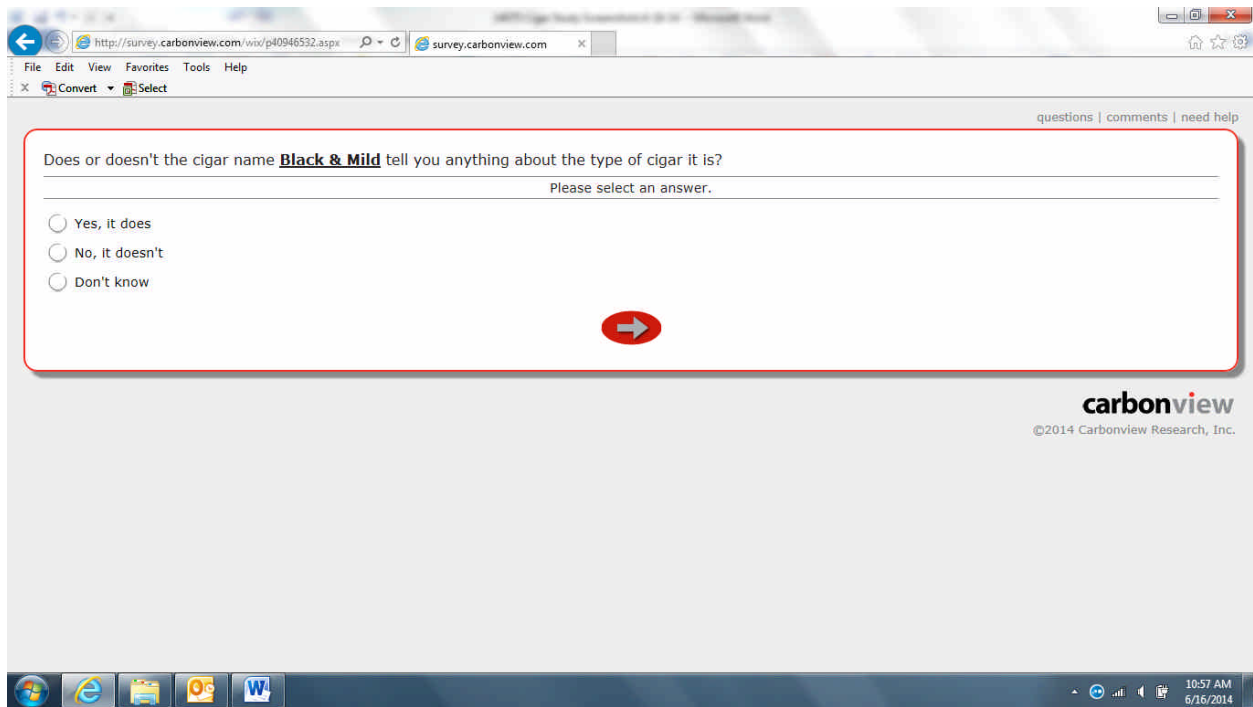 http://survey.carbonview.com/wix/p40946532.aspx
survey.carbonview.com
File Edit View Favorites Tools Help
x Convert Select
questions | comments | need help
Does or doesn't the cigar name Black & Mild tell you anything about the type of cigar it is?
Please select an answer.
Yes, it does
No, it doesn't
Don't know
carbonview
©2014 Carbonview Research, Inc.
10:57 AM
6/16/2014